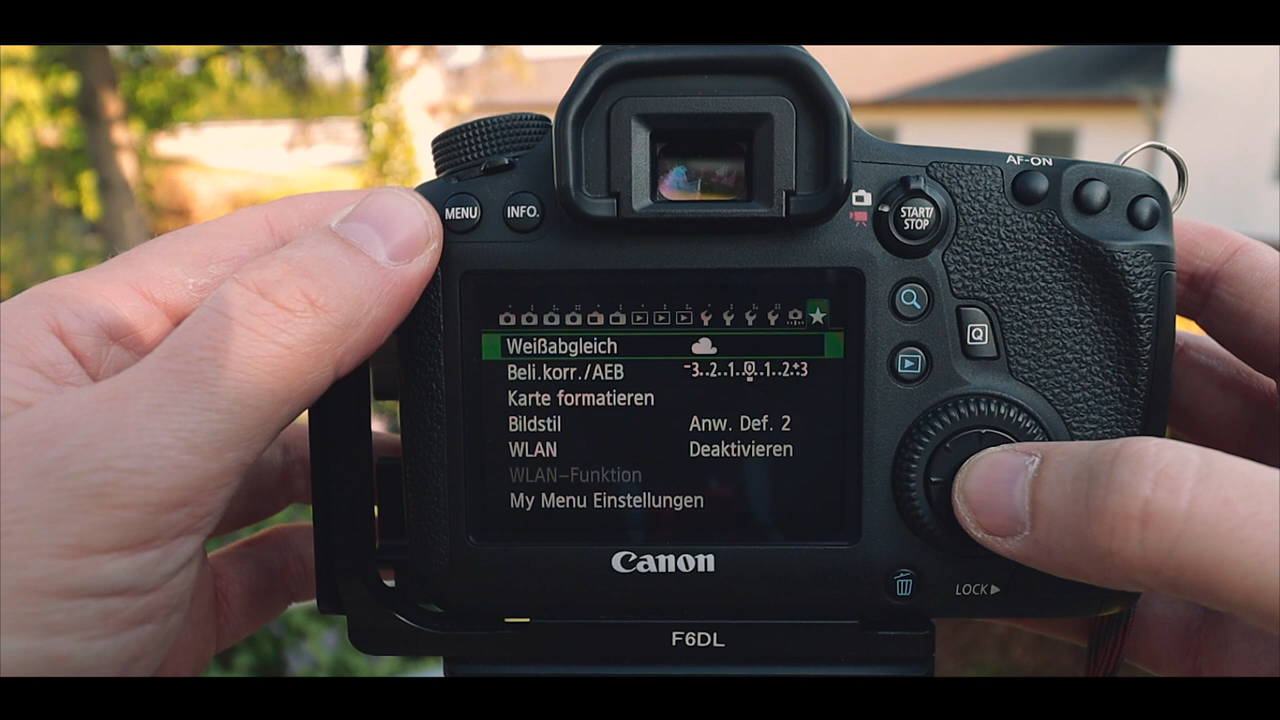 AF-ON
MENU
INFO.
START/
STOP
Q
Weißabgleich
Beli.korr./AEB -3..2..1..0..1..2.+3
Karte formatieren
Bildstil Anw. Def. 2
WLAN Deaktivieren
WLAN-Funktion
My Menu Einstellungen
Canon
LOCK
F6DL